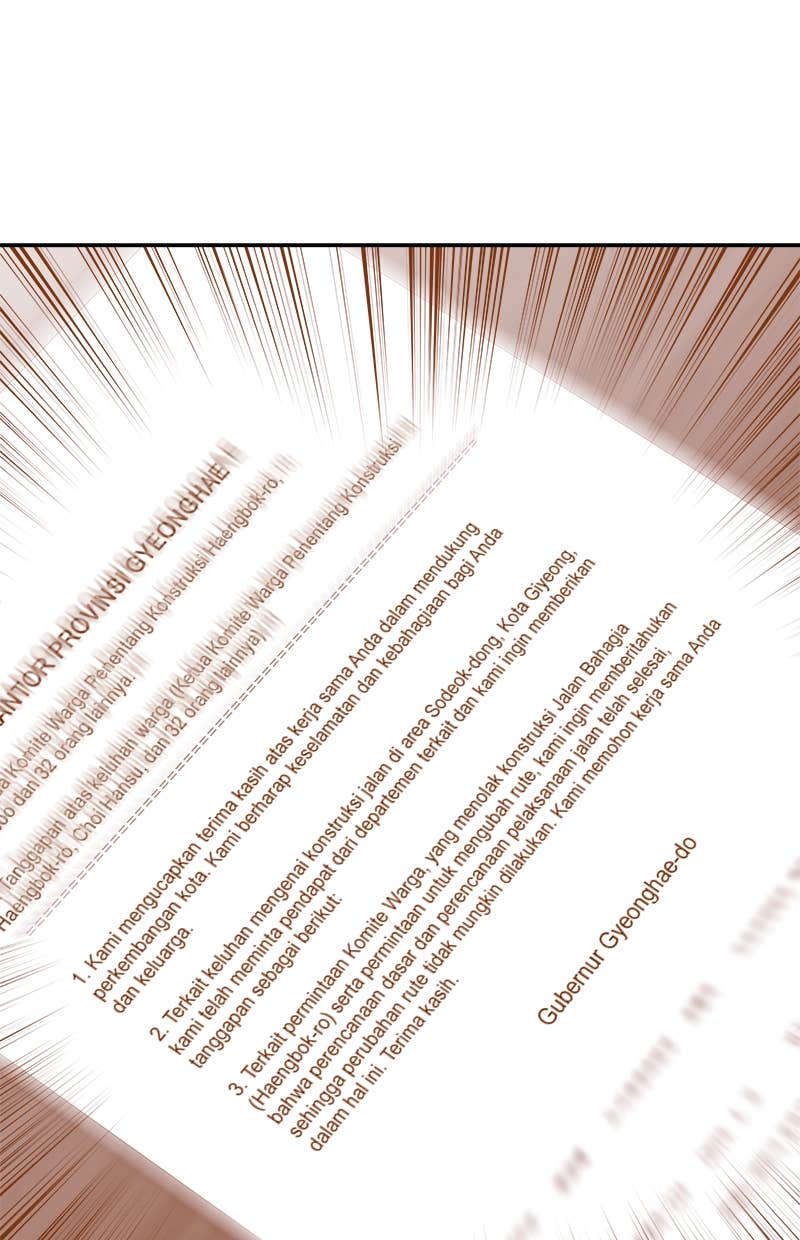 ANTOR PROVINSI GYEONGHAE
Komite Warga Penentang Konstruksi Haengbok-ro,
dan 32 orang lainnya.
Tanggapan atas keluhan warga (Ketua Komite Warga Penentang Konstruksi
Haengbok-ro, Choi Hansu, dan 32 orang lainnya)
1. Kami mengucapkan terima kasih atas kerja sama Anda dalam mendukung
perkembangan kota. Kami berharap keselamatan dan kebahagiaan bagi Anda
dan keluarga.
2. Terkait keluhan mengenai konstruksi jalan di area Sodeok-dong, Kota Giyeong,
kami telah meminta pendapat dari departemen terkait dan kami ingin memberikan
tanggapan sebagai berikut:
3. Terkait permintaan Komite Warga, yang menolak konstruksi Jalan Bahagia
(Haengbok-ro) serta permintaan untuk mengubah rute, kami ingin memberitahukan
bahwa perencanaan dasar dan perencanaan pelaksanaan jalan telah selesai,
sehingga perubahan rute tidak mungkin dilakukan. Kami memohon kerja sama Anda
dalam hal ini. Terima kasih.
Gubernur Gyeonghae-do